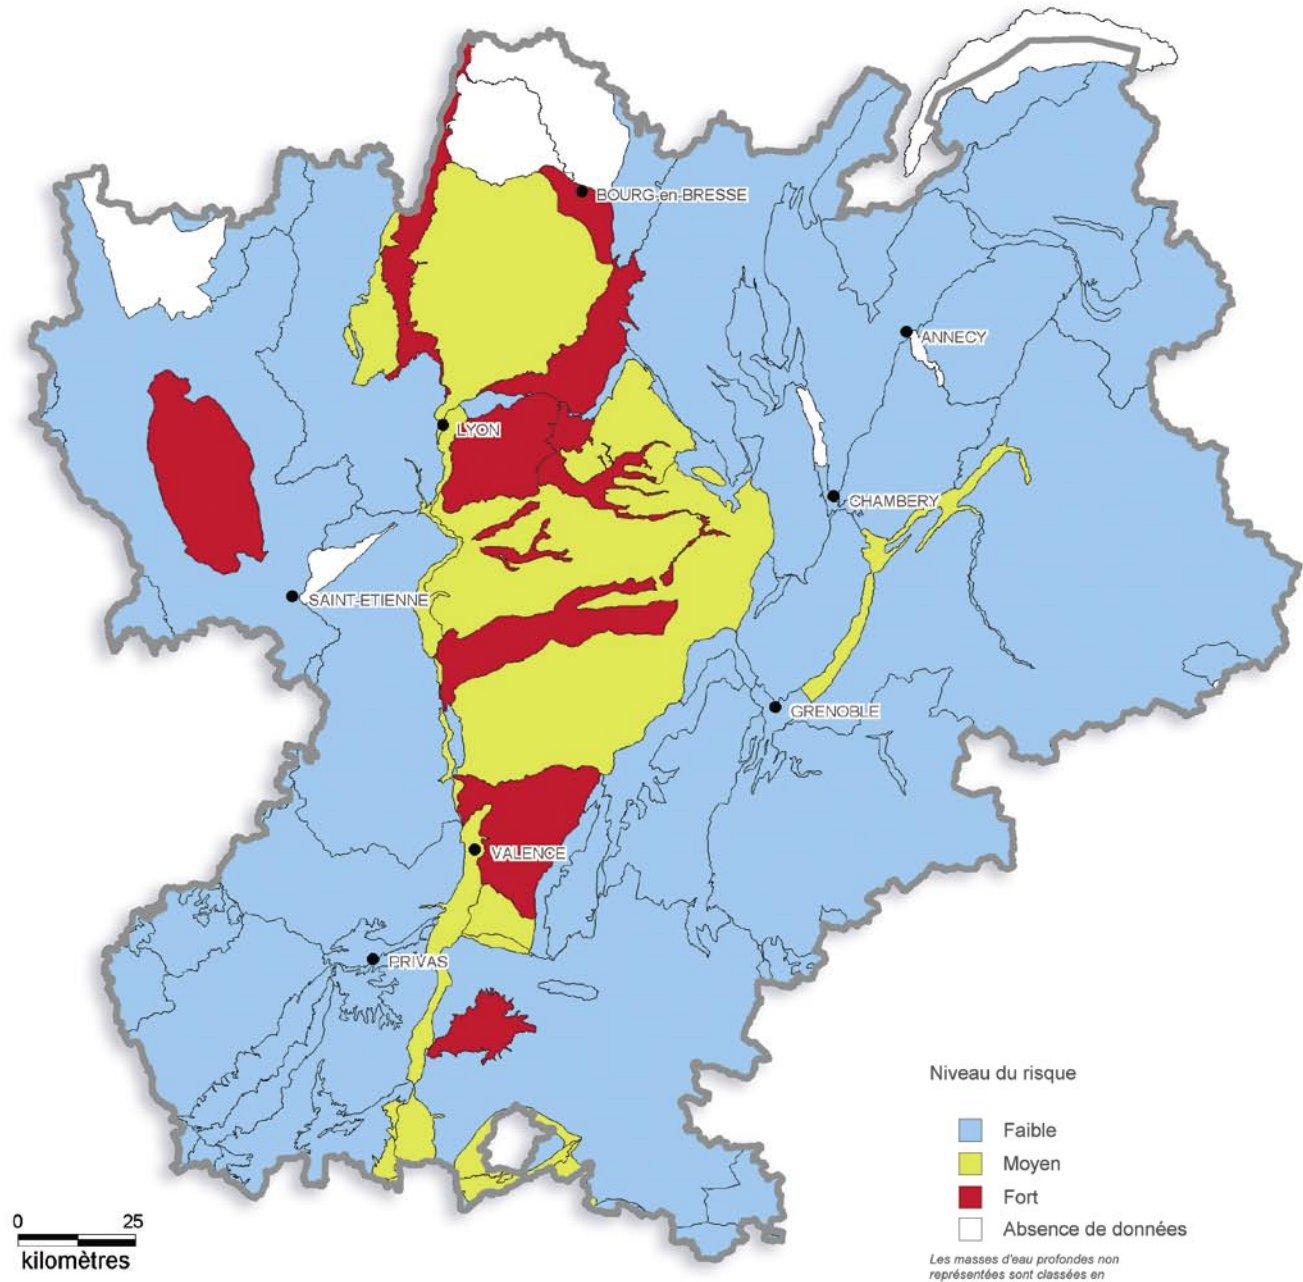 BOURG-en-BRESSE
ANNECY
LYON
CHAMBERY
SAINT-ETIENNE
GRENOBLE
VALENCE
PRIVAS
Niveau du risque
Faible
Moyen
Fort
Absence de données
0 25
kilomètres
Les masses d'eau profondes non
représentées sont classées en